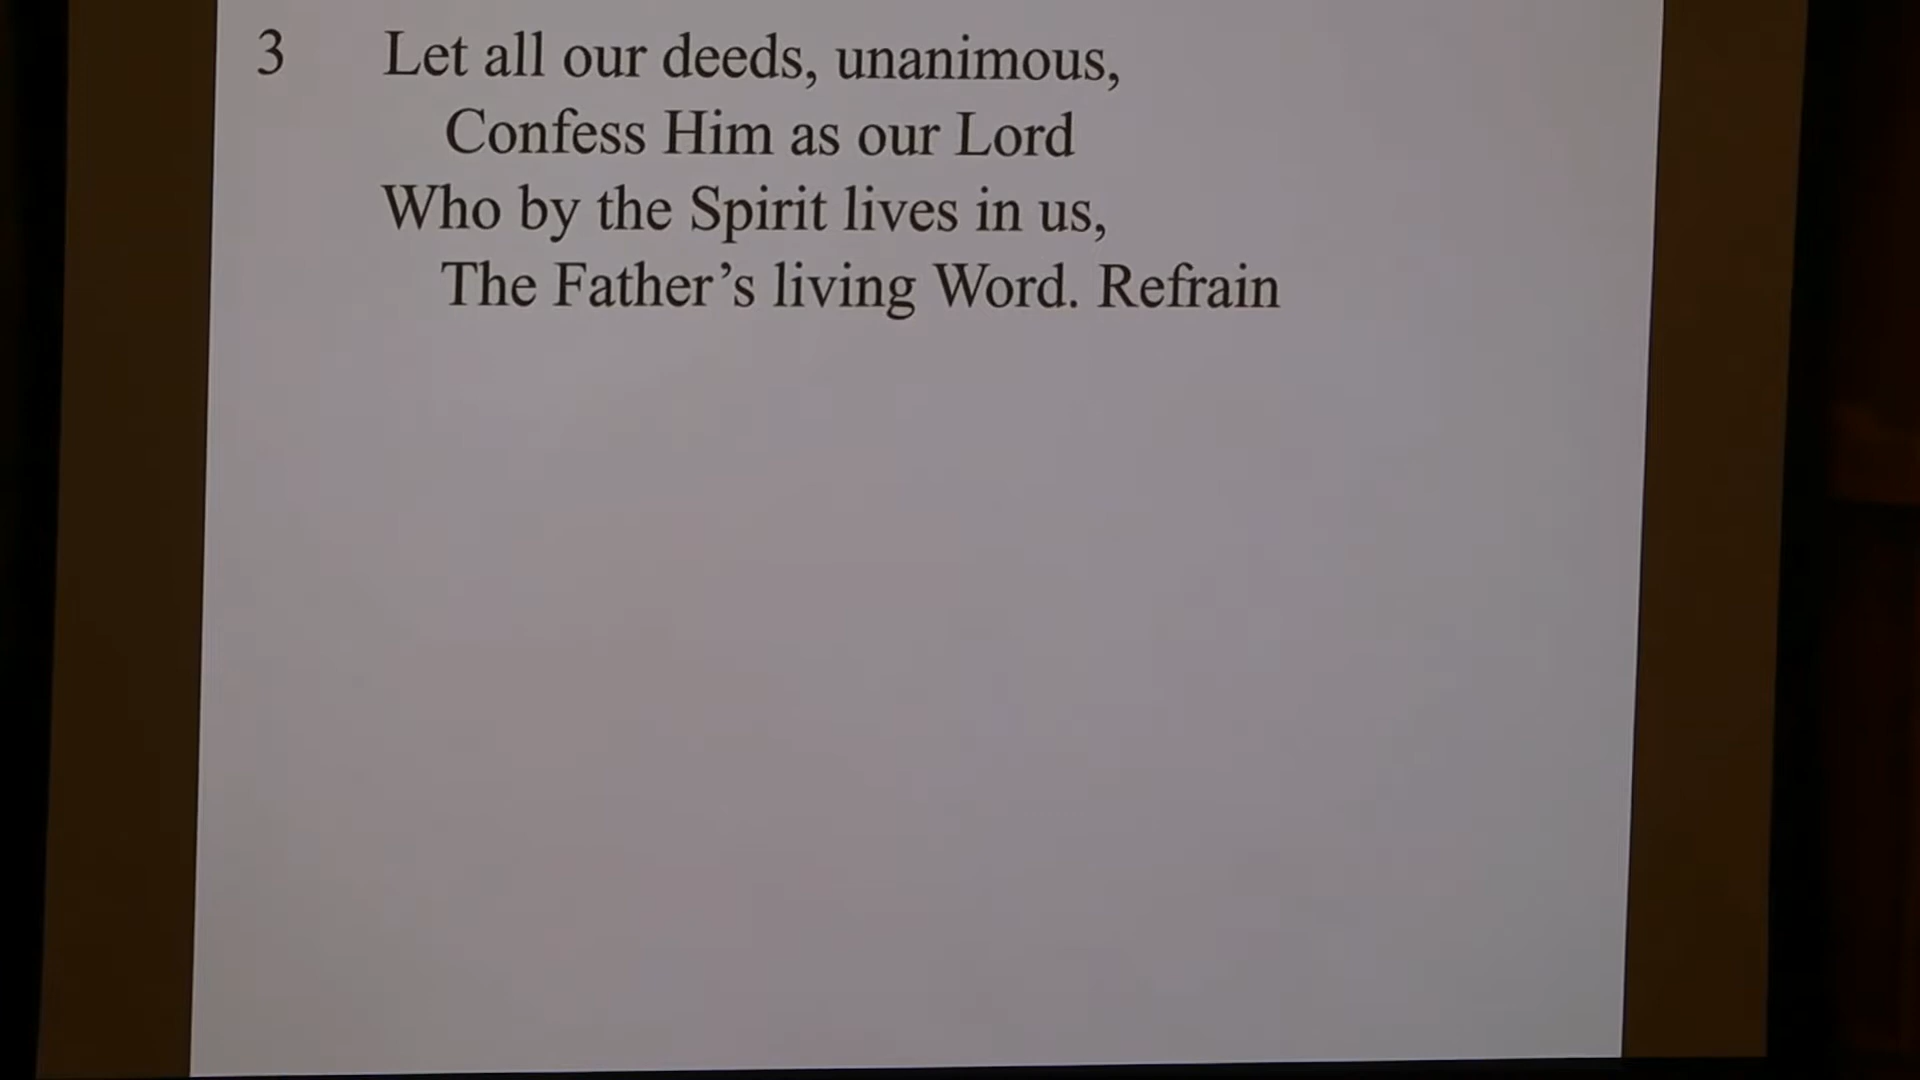 3 Let all our deeds, unanimous,
Confess Him as our Lord
Who by the Spirit lives in us,
The Father’s living Word. Refrain